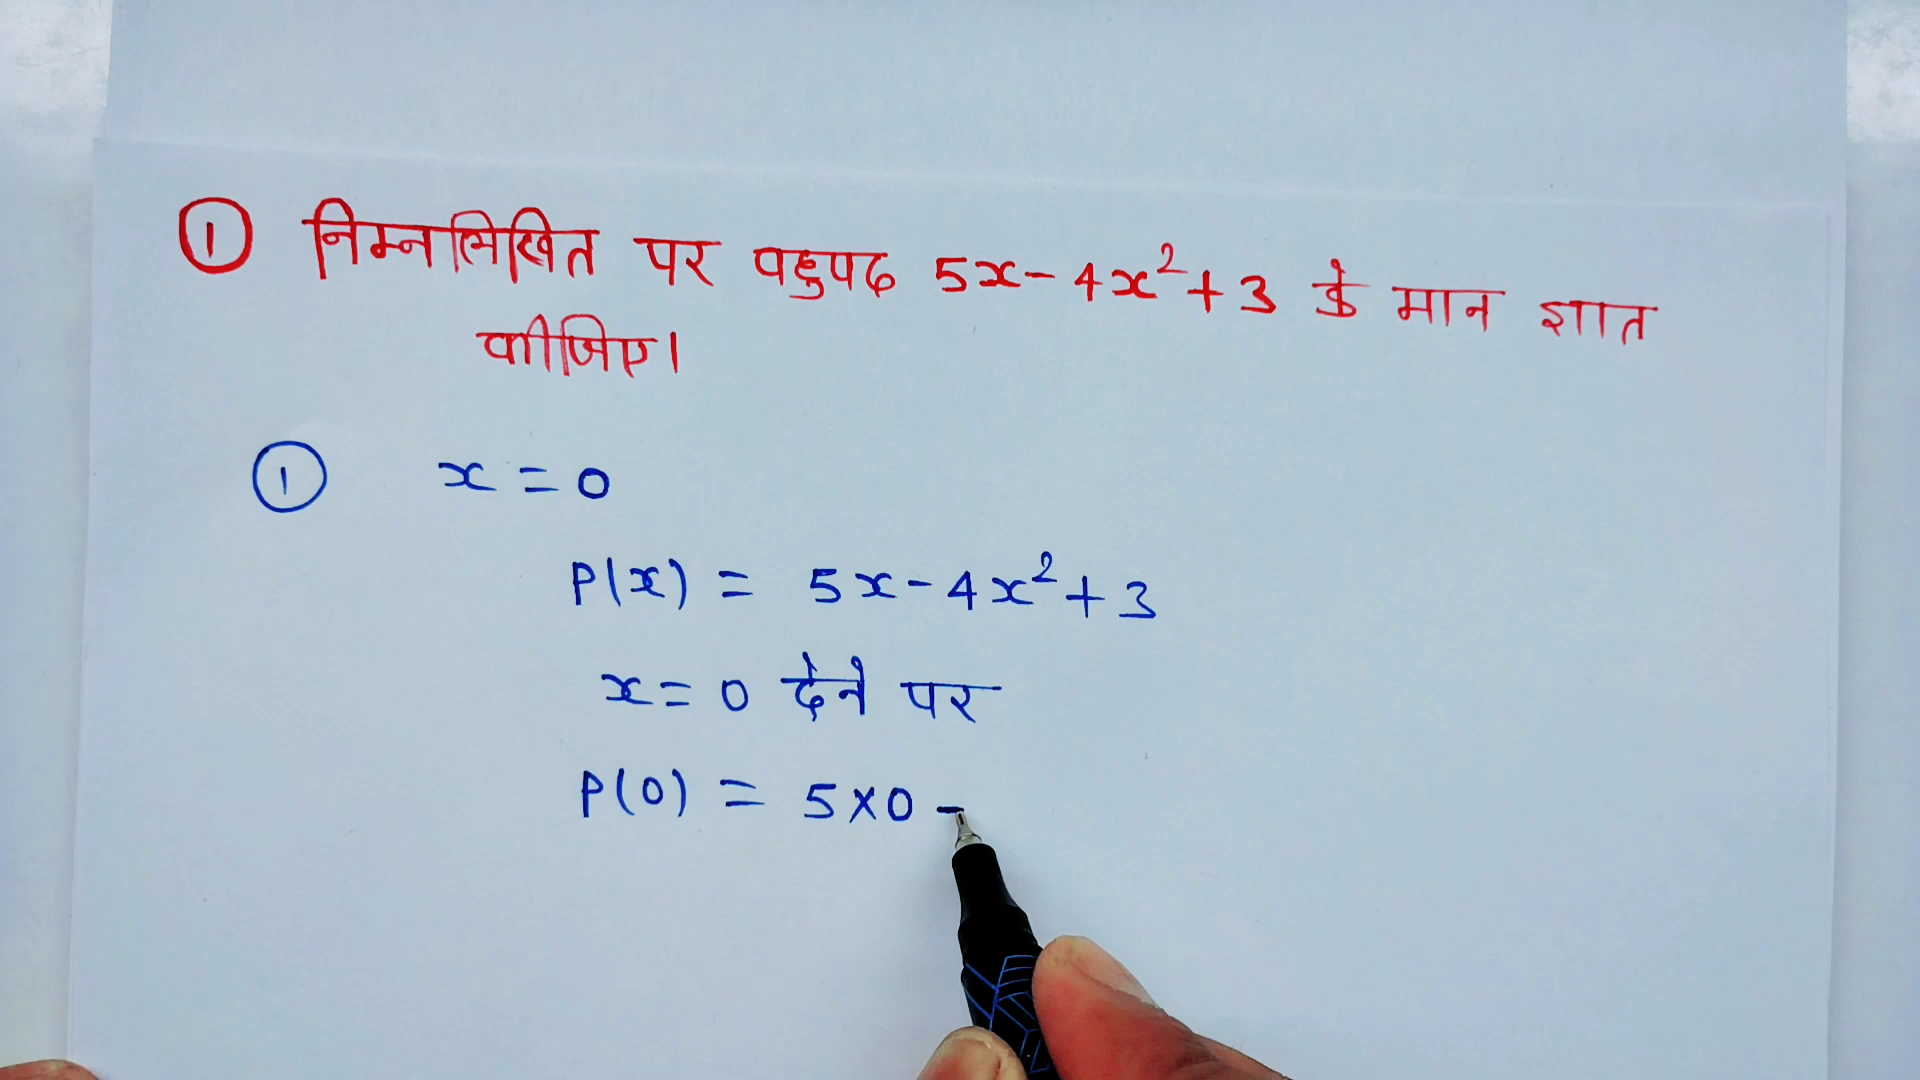 ① निम्नलिखित पर बहुपद 5x - 4x² + 3 के मान ज्ञात
कीजिए।
① x = 0
P(x) = 5x - 4x² + 3
x = 0 देने पर
P(0) = 5×0 -